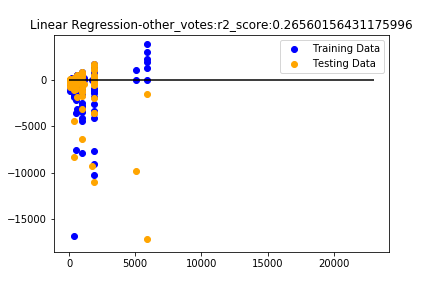 Linear Regression-other_votes:r2_score:0.26560156431175996
Training Data
Testing Data
0
−5000
−10000
−15000
0 5000 10000 15000 20000